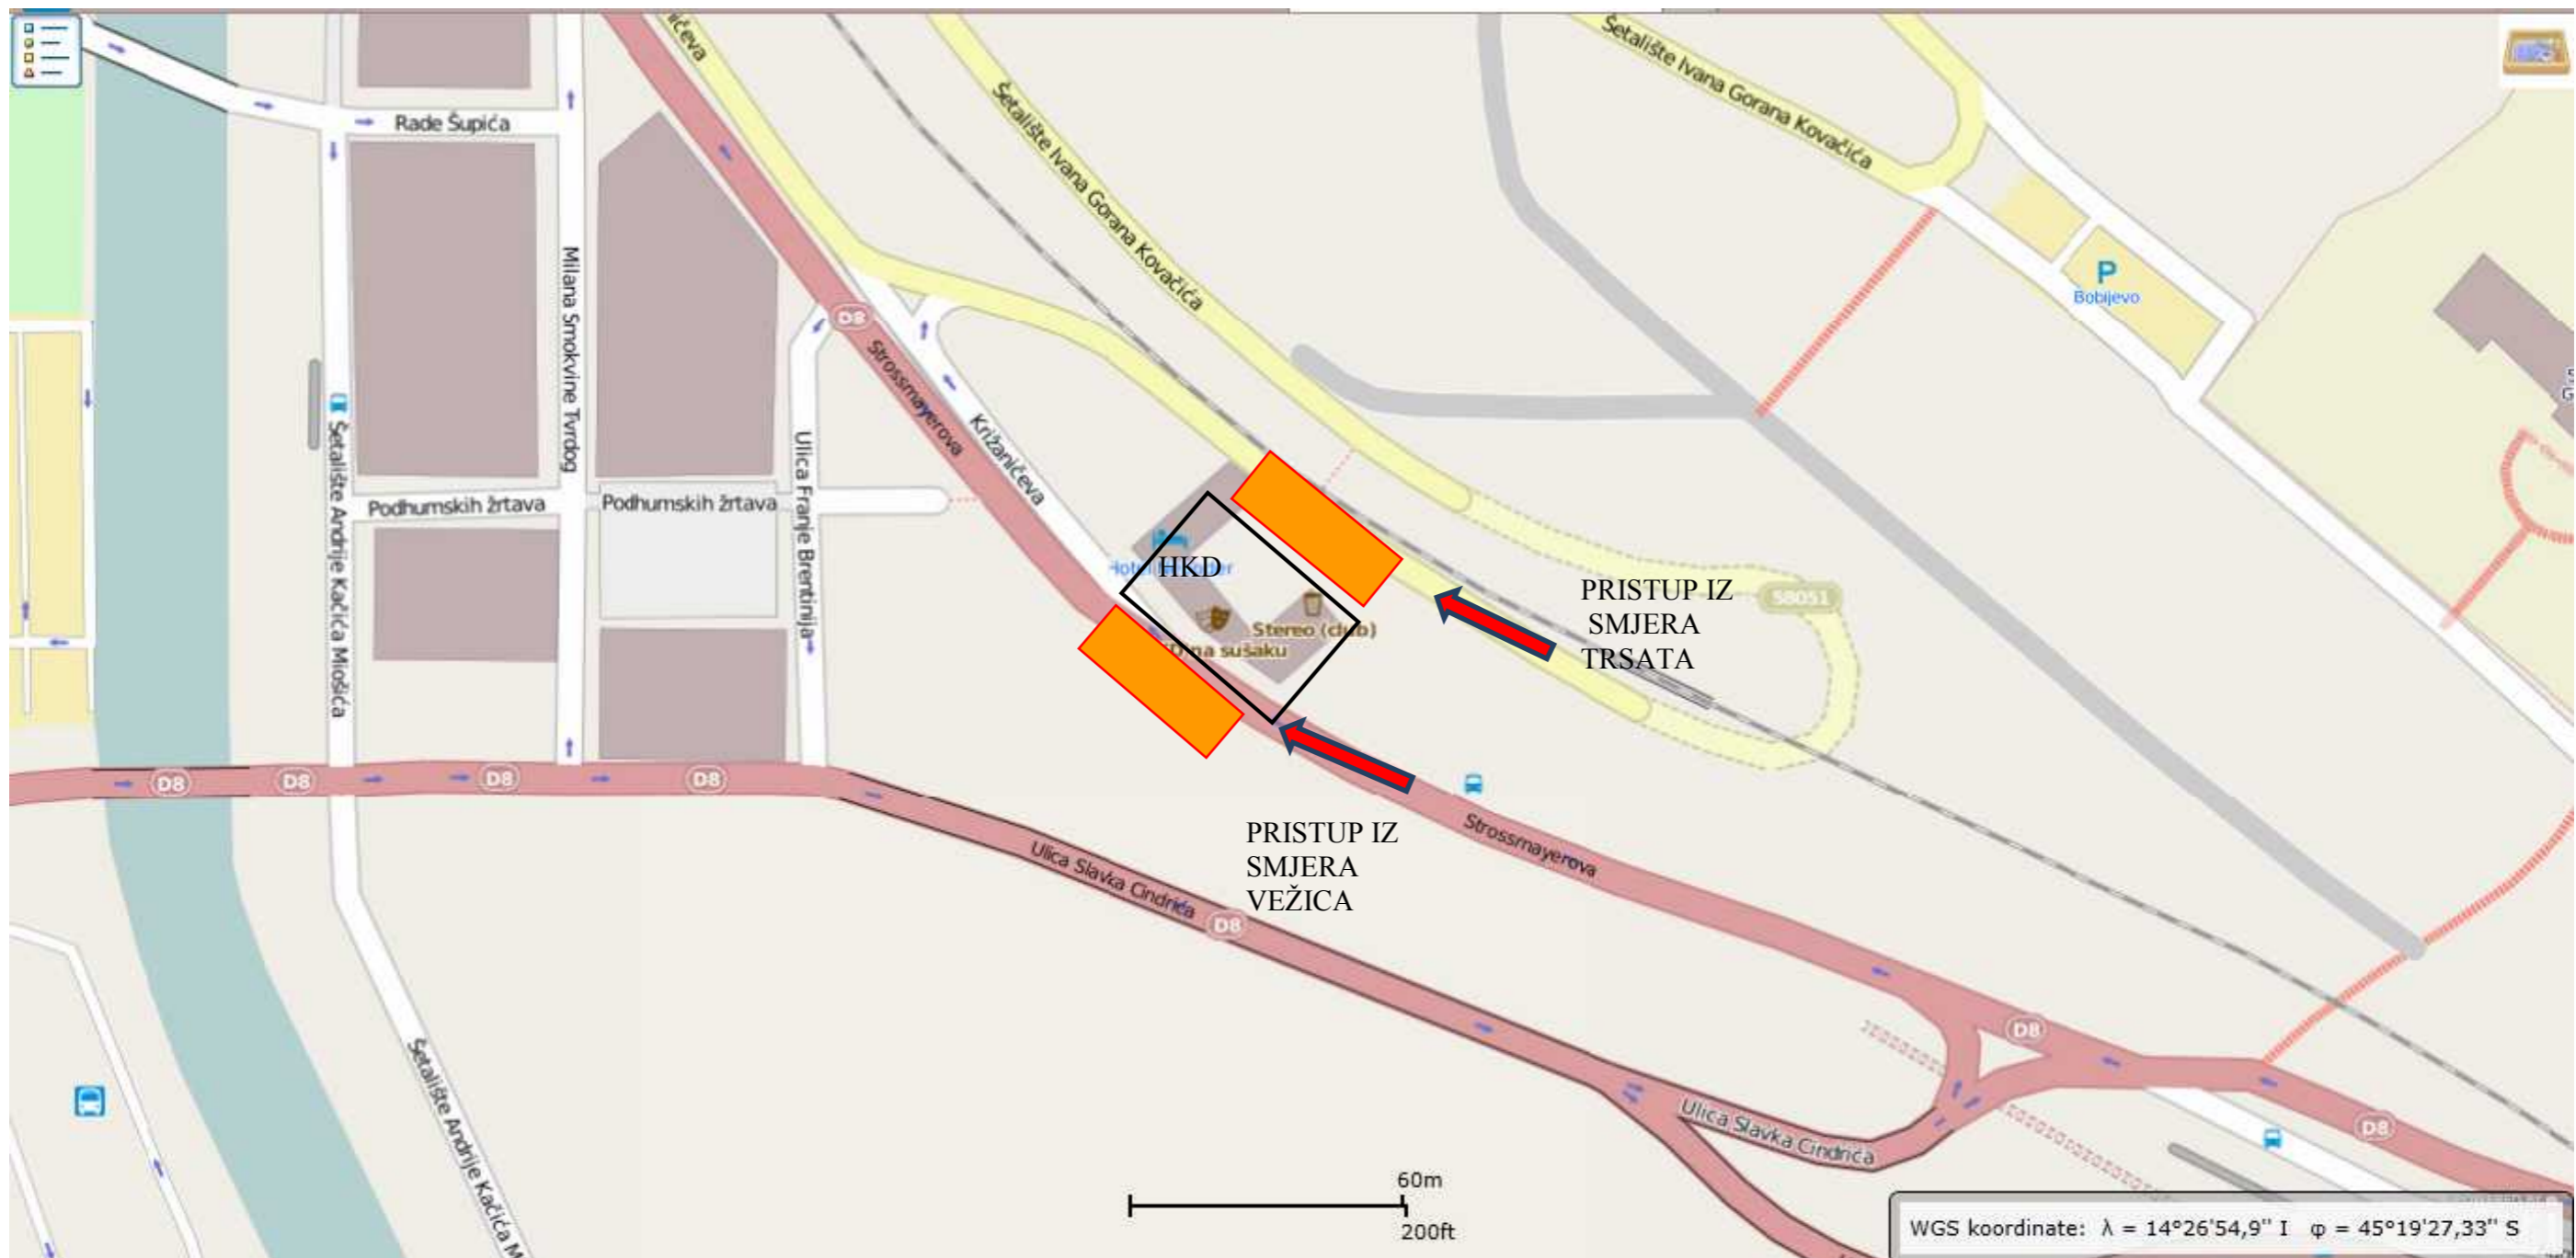 ićeva
Šetalište Ivana Gorana Kovačića
Rade Šupića
Šetalište Ivana Gorana Kovačića
P
Bobijevo
Milana Smokvine Tvrdog
D8
Strossmayerova
Križanićeva
Šetalište Andrije Kačića Miošića
Ulica Franje Brentinija
Podhumskih žrtava
Podhumskih žrtava
HKD
Stereo (club)
na sušaku
58051
PRISTUP IZ
SMJERA
TRSATA
D8
D8
D8
D8
PRISTUP IZ
SMJERA
VEŽICA
Strossmayerova
Ulica Slavka Cindrića
D8
D8
Ulica Slavka Cindrića
D8
Šetalište Andrije Kačića M
60m
200ft
WGS koordinate: λ = 14°26'54,9" I φ = 45°19'27,33" S